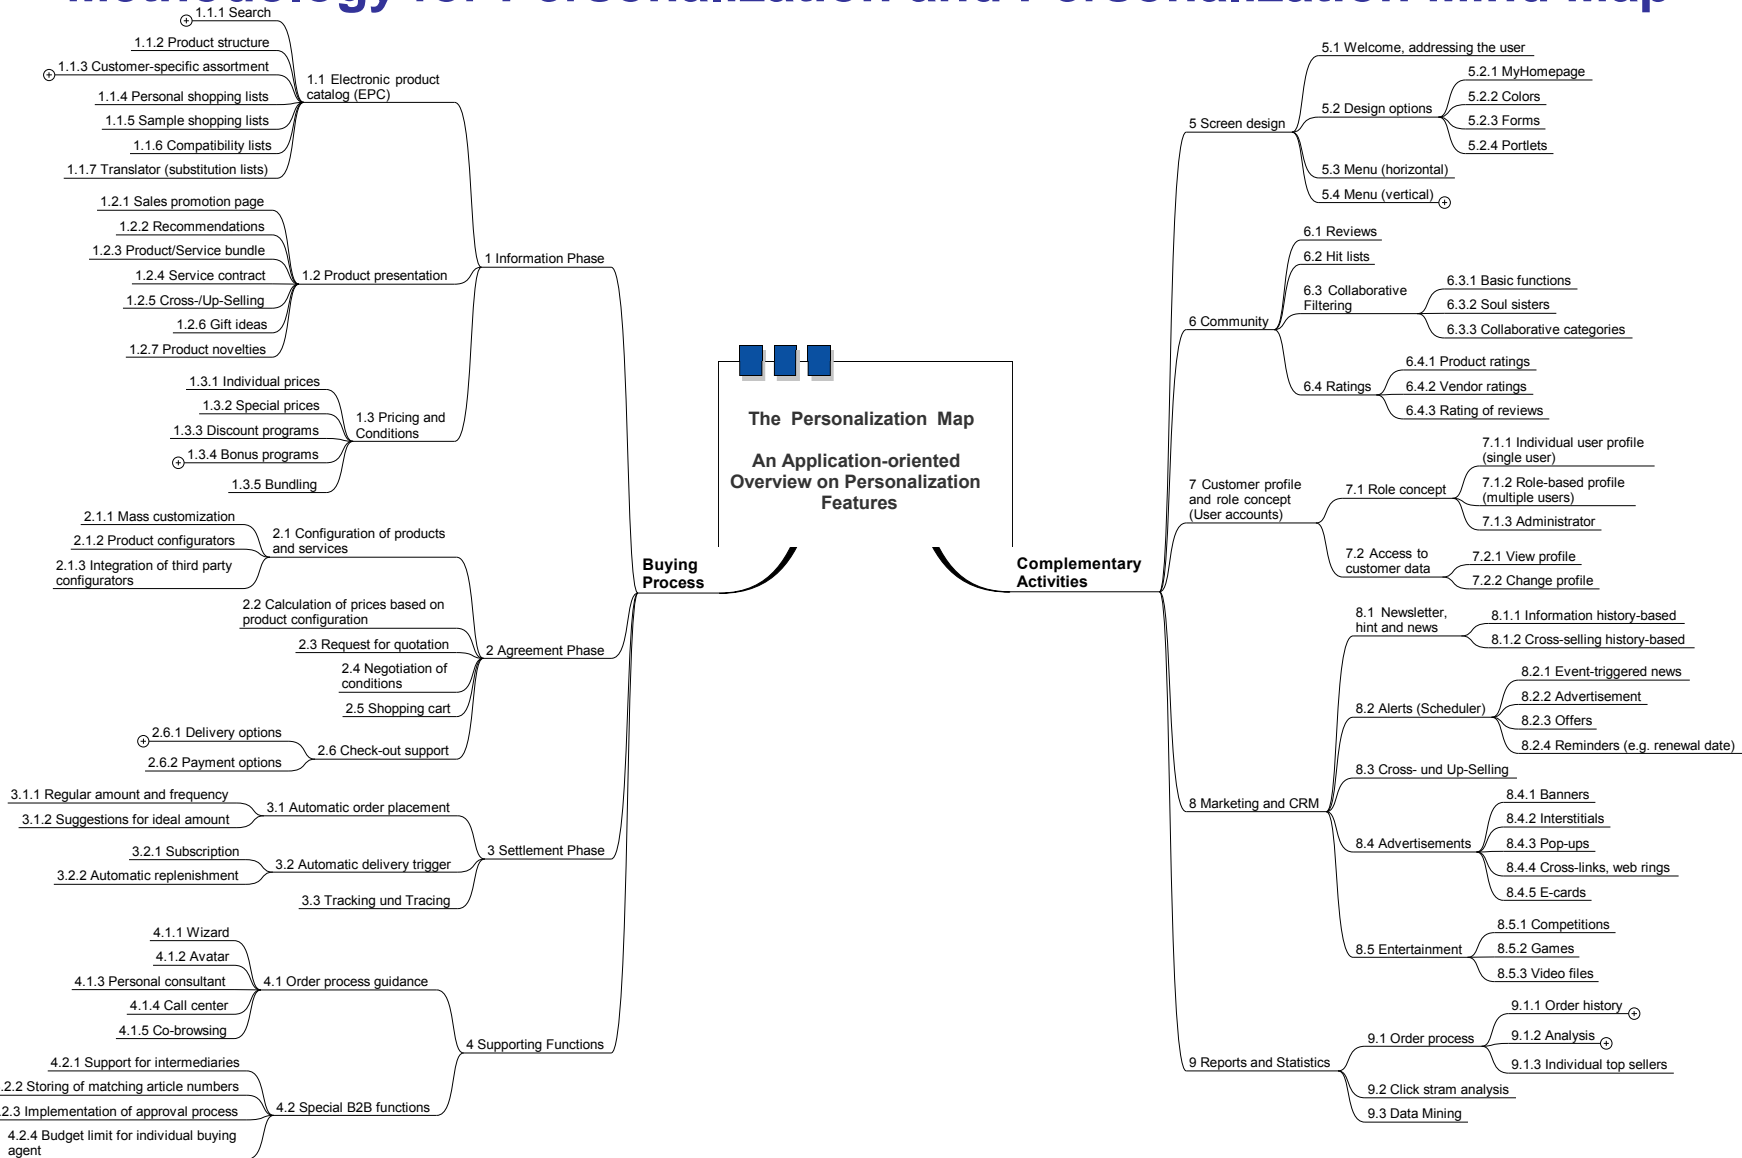 Methodology for Personalization and Personalization Mind Map
1.1.1 Search
1.1.2 Product structure
1.1.3 Customer-specific assortment
1.1.4 Personal shopping lists
1.1.5 Sample shopping lists
1.1.6 Compatibility lists
1.1.7 Translator (substitution lists)
1.1 Electronic product
catalog (EPC)
1.2.1 Sales promotion page
1.2.2 Recommendations
1.2.3 Product/Service bundle
1.2.4 Service contract
1.2.5 Cross-/Up-Selling
1.2.6 Gift ideas
1.2.7 Product novelties
1.2 Product presentation
1.3.1 Individual prices
1.3.2 Special prices
1.3.3 Discount programs
1.3.4 Bonus programs
1.3.5 Bundling
1.3 Pricing and
Conditions
1 Information Phase
2.1.1 Mass customization
2.1.2 Product configurators
2.1.3 Integration of third party
configurators
2.1 Configuration of products
and services
2.2 Calculation of prices based on
product configuration
2.3 Request for quotation
2.4 Negotiation of
conditions
2.5 Shopping cart
2.6.1 Delivery options
2.6.2 Payment options
2.6 Check-out support
2 Agreement Phase
3.1.1 Regular amount and frequency
3.1.2 Suggestions for ideal amount
3.1 Automatic order placement
3.2.1 Subscription
3.2.2 Automatic replenishment
3.2 Automatic delivery trigger
3.3 Tracking und Tracing
3 Settlement Phase
4.1.1 Wizard
4.1.2 Avatar
4.1.3 Personal consultant
4.1.4 Call center
4.1.5 Co-browsing
4.1 Order process guidance
4.2.1 Support for intermediaries
.2.2 Storing of matching article numbers
.2.3 Implementation of approval process
4.2.4 Budget limit for individual buying
agent
4.2 Special B2B functions
4 Supporting Functions
Buying
Process
The Personalization Map
An Application-oriented
Overview on Personalization
Features
Complementary
Activities
5 Screen design
5.1 Welcome, addressing the user
5.2 Design options
5.2.1 MyHomepage
5.2.2 Colors
5.2.3 Forms
5.2.4 Portlets
5.3 Menu (horizontal)
5.4 Menu (vertical)
6 Community
6.1 Reviews
6.2 Hit lists
6.3 Collaborative
Filtering
6.3.1 Basic functions
6.3.2 Soul sisters
6.3.3 Collaborative categories
6.4 Ratings
6.4.1 Product ratings
6.4.2 Vendor ratings
6.4.3 Rating of reviews
7 Customer profile
and role concept
(User accounts)
7.1 Role concept
7.1.1 Individual user profile
(single user)
7.1.2 Role-based profile
(multiple users)
7.1.3 Administrator
7.2 Access to
customer data
7.2.1 View profile
7.2.2 Change profile
8 Marketing and CRM
8.1 Newsletter,
hint and news
8.1.1 Information history-based
8.1.2 Cross-selling history-based
8.2 Alerts (Scheduler)
8.2.1 Event-triggered news
8.2.2 Advertisement
8.2.3 Offers
8.2.4 Reminders (e.g. renewal date)
8.3 Cross- und Up-Selling
8.4 Advertisements
8.4.1 Banners
8.4.2 Interstitials
8.4.3 Pop-ups
8.4.4 Cross-links, web rings
8.4.5 E-cards
8.5 Entertainment
8.5.1 Competitions
8.5.2 Games
8.5.3 Video files
9 Reports and Statistics
9.1 Order process
9.1.1 Order history
9.1.2 Analysis
9.1.3 Individual top sellers
9.2 Click stram analysis
9.3 Data Mining